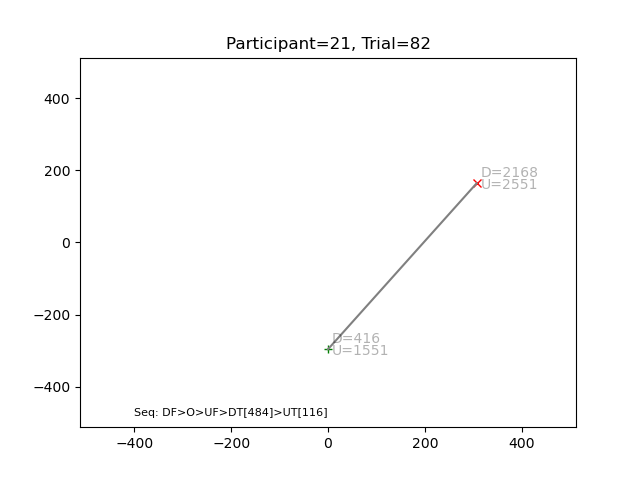 Participant=21, Trial=82
400
200
0
−200
−400
D=2168
U=2551
D=416
U=1551
Seq: DF>O>UF>DT[484]>UT[116]
−400
−200
0
200
400